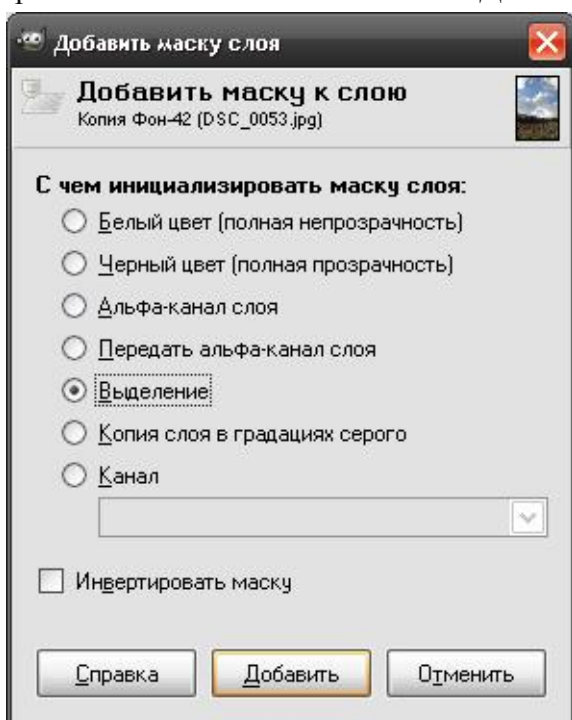 Добавить маску слоя
Добавить маску к слою
Копия Фон-42 (DSC_0053.jpg)
С чем инициализировать маску слоя:
Белый цвет (полная непрозрачность)
Черный цвет (полная прозрачность)
Альфа-канал слоя
Передать альфа-канал слоя
Выделение
Копия слоя в градациях серого
Канал
Инвертировать маску
Справка Добавить Отменить